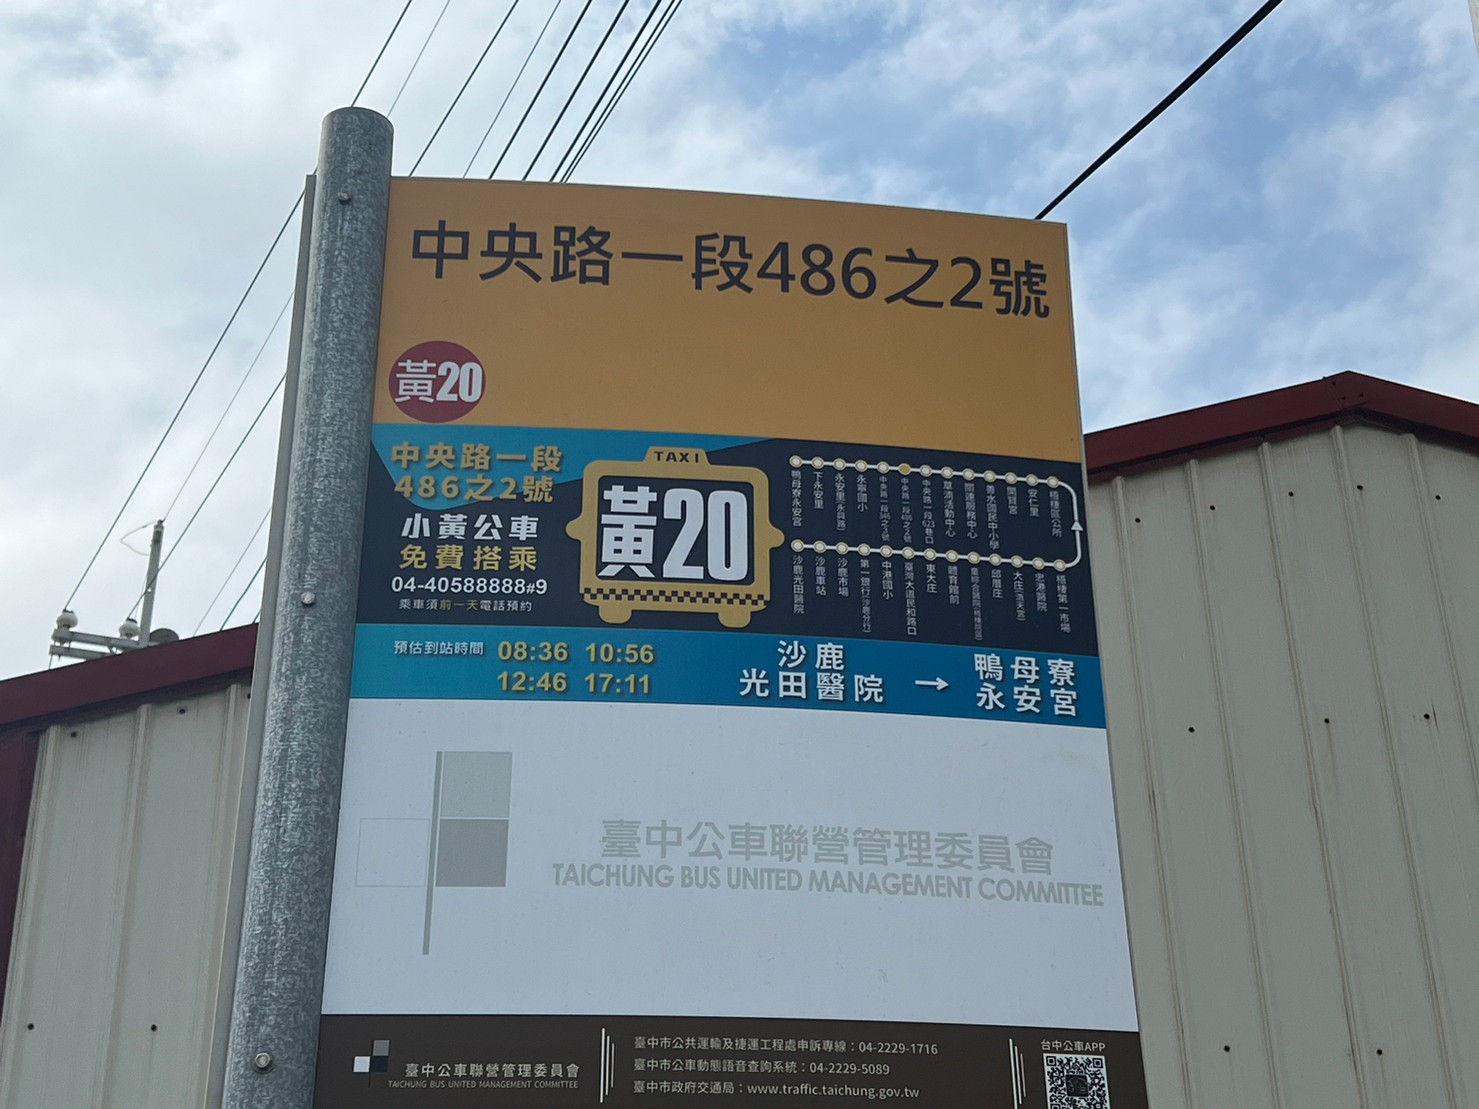 中央路一段486之2號
黃20
中央路一段
486之2號
小黃公車
免費搭乘
04-40588888#9
乘車須前一天電話預約
TAXI
黃20
鴨母寮永安宮
下永安里
永安里(永興路)
永寧國小
中央路一段346之3號
中央路一段486之2號
中央路一段623巷口
草湳活動中心
善水國民中小學
開賢宮
安仁里
梧棲區公所
沙鹿光田醫院
沙鹿車站
沙鹿市場
第一銀行(沙鹿分行)
中港國小
臺灣大道民和路口
東大庄
體育館前
童綜合醫院(梧棲院區)
邱厝庄
大庄(浩天宮)
忠港醫院
梧棲第一市場
預估到站時間 08:36 10:56
12:46 17:11
沙鹿
光田醫院
→
鴨母寮
永安宮
臺中公車聯營管理委員會
TAICHUNG BUS UNITED MANAGEMENT COMMITTEE
臺中公車聯營管理委員會
TAICHUNG BUS UNITED MANAGEMENT COMMITTEE
臺中市公共運輸及捷運工程處申訴專線：04-2229-1716
臺中市公車動態語音查詢系統：04-2229-5089
臺中市政府交通局：www.traffic.taichung.gov.tw
台中公車APP